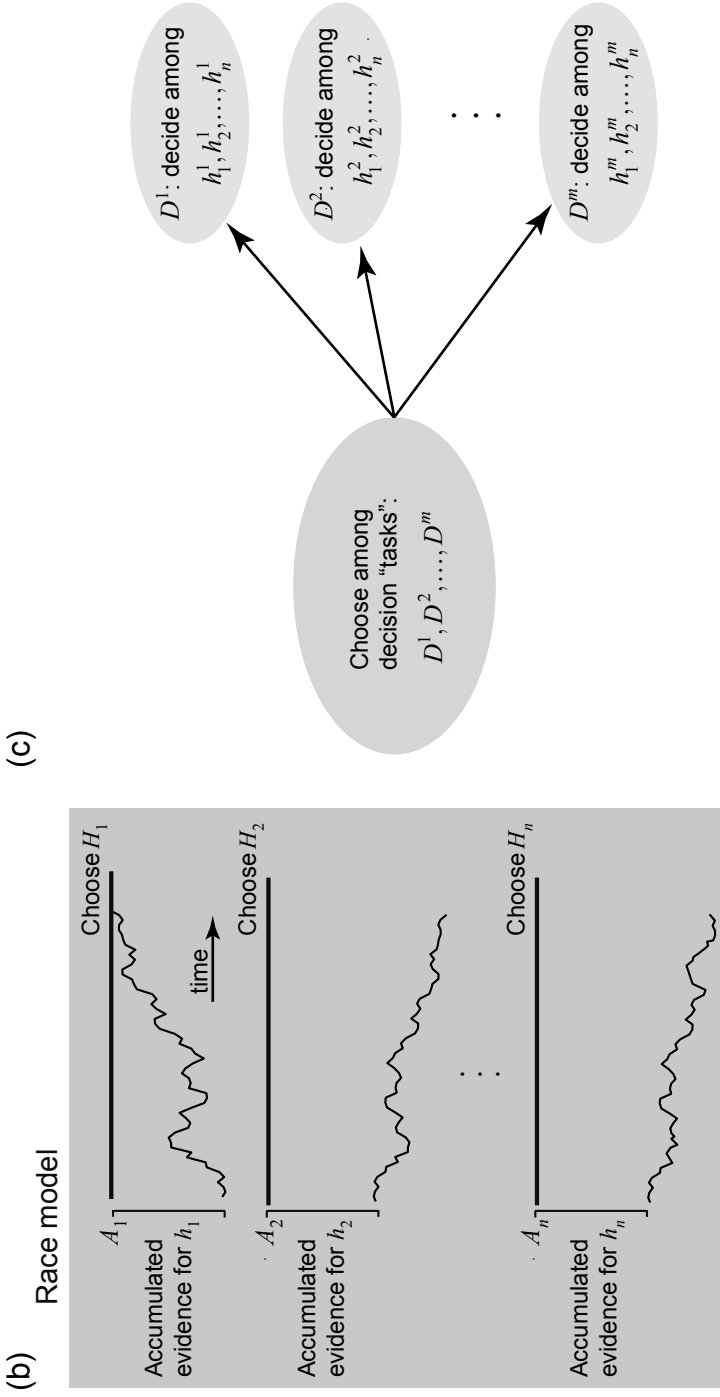 (b)
Race model
A₁
Accumulated
evidence for h₁
Choose H₁
time
A₂
Accumulated
evidence for h₂
Choose H₂
. . .
Aₙ
Accumulated
evidence for hₙ
Choose Hₙ
(c)
Choose among
decision “tasks”:
D¹, D², ..., Dᵐ
D¹: decide among
h₁¹, h₂¹, ..., hₙ¹
D²: decide among
h₁², h₂², ..., hₙ²
. . .
Dᵐ: decide among
h₁ᵐ, h₂ᵐ, ..., hₙᵐ